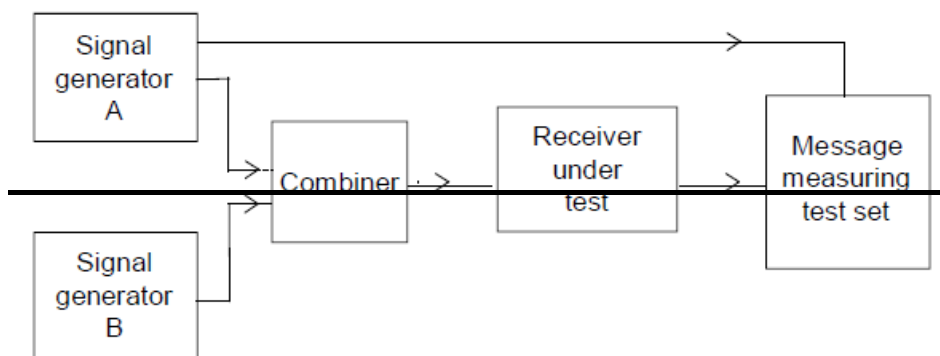 Signal
generator
A
Combiner
Receiver
under
test
Message
measuring
test set
Signal
generator
B